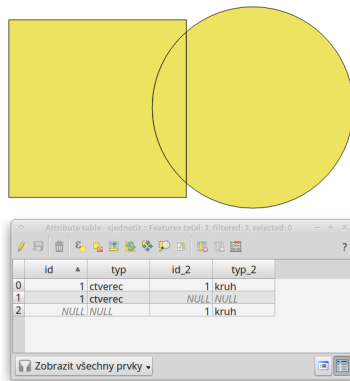 Attribute table - sjednotit :: Features total: 3, filtered: 3, selected: 0
?
id typ id_2 typ_2
0 1 ctverec 1 kruh
1 1 ctverec NULL NULL
2 NULL NULL 1 kruh
Zobrazit všechny prvky